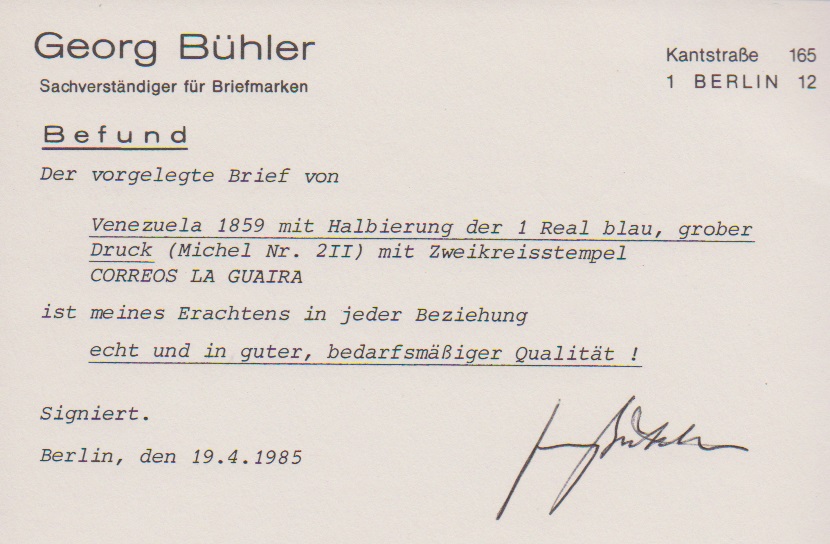 Georg Bühler
Sachverständiger für Briefmarken
Kantstraße 165
1 BERLIN 12
Befund
Der vorgelegte Brief von
Venezuela 1859 mit Halbierung der 1 Real blau, grober
Druck (Michel Nr. 2II) mit Zweikreisstempel
CORREOS LA GUAIRA
ist meines Erachtens in jeder Beziehung
echt und in guter, bedarfsmäßiger Qualität !
Signiert.
Berlin, den 19.4.1985